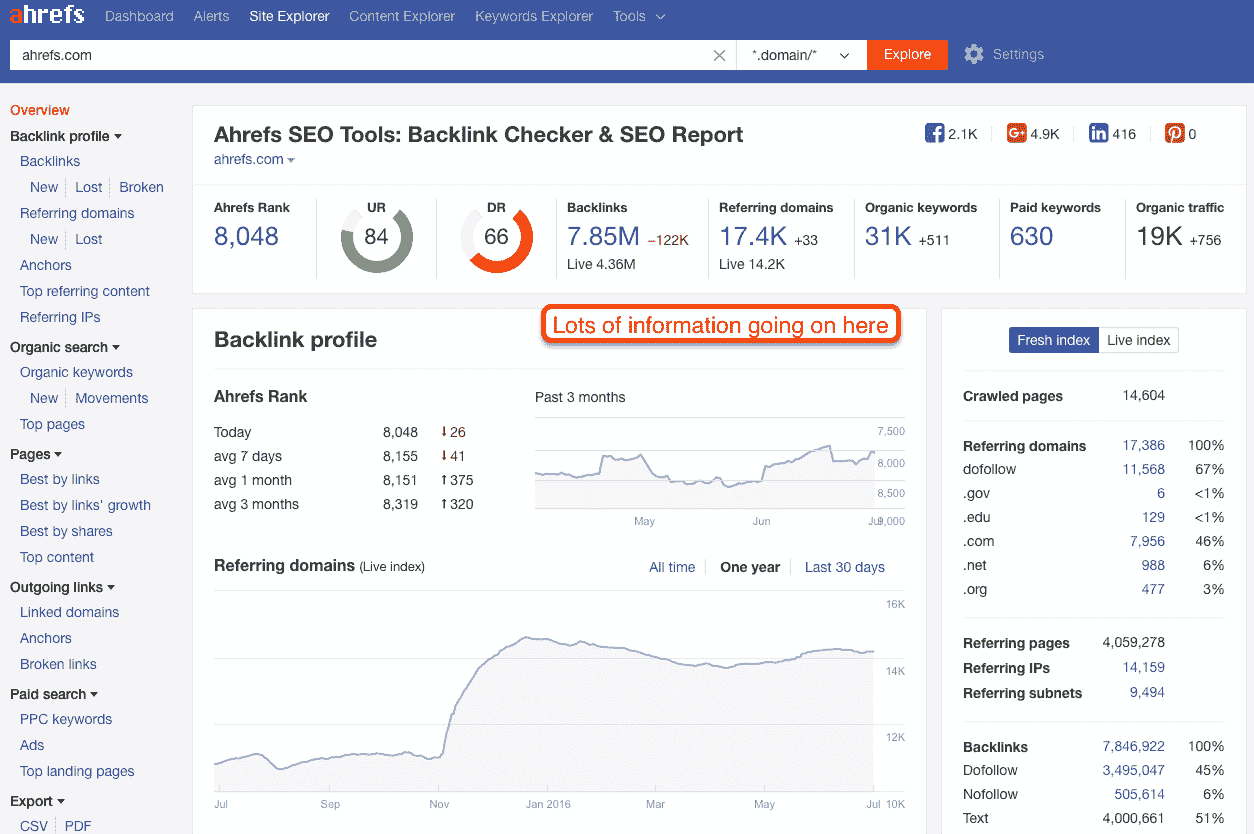 ahrefs Dashboard Alerts Site Explorer Content Explorer Keywords Explorer Tools
ahrefs.com *.domain/* Explore Settings
Overview
Backlink profile
Backlinks
New Lost Broken
Referring domains
New Lost
Anchors
Top referring content
Referring IPs
Organic search
Organic keywords
New Movements
Top pages
Pages
Best by links
Best by links' growth
Best by shares
Top content
Outgoing links
Linked domains
Anchors
Broken links
Paid search
PPC keywords
Ads
Top landing pages
Export
CSV PDF
Ahrefs SEO Tools: Backlink Checker & SEO Report
ahrefs.com
2.1K 4.9K 416 0
Ahrefs Rank
8,048
UR
84
DR
66
Backlinks
7.85M -122K
Live 4.36M
Referring domains
17.4K +33
Live 14.2K
Organic keywords
31K +511
Paid keywords
630
Organic traffic
19K +756
Lots of information going on here
Backlink profile
Ahrefs Rank
Today 8,048 ↓26
avg 7 days 8,155 ↓41
avg 1 month 8,151 ↑375
avg 3 months 8,319 ↑320
Past 3 months
7,500
8,000
8,500
9,000
May Jun Jul
Referring domains (Live index)
All time One year Last 30 days
16K
14K
12K
10K
Jul Sep Nov Jan 2016 Mar May Jul
Fresh index Live index
Crawled pages 14,604
Referring domains 17,386 100%
dofollow 11,568 67%
.gov 6 <1%
.edu 129 <1%
.com 7,956 46%
.net 988 6%
.org 477 3%
Referring pages 4,059,278
Referring IPs 14,159
Referring subnets 9,494
Backlinks 7,846,922 100%
Dofollow 3,495,047 45%
Nofollow 505,614 6%
Text 4,000,661 51%